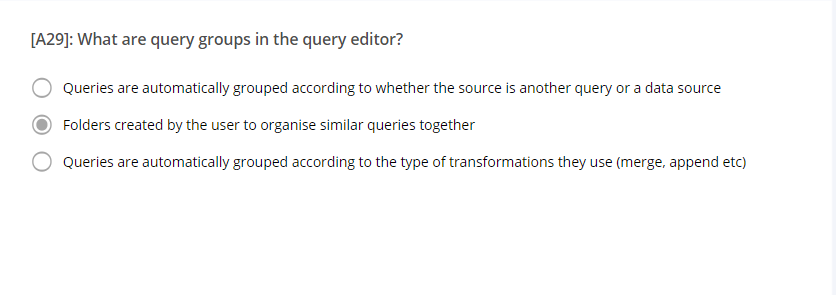 [A29]: What are query groups in the query editor?
Queries are automatically grouped according to whether the source is another query or a data source
Folders created by the user to organise similar queries together
Queries are automatically grouped according to the type of transformations they use (merge, append etc)